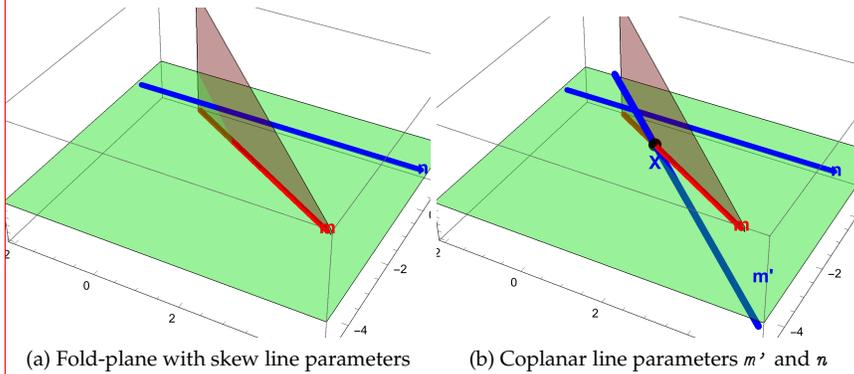 n
m
2
0
2
−2
−4
(a) Fold-plane with skew line parameters
X
n
m
m'
2
0
2
−2
−4
(b) Coplanar line parameters m' and n